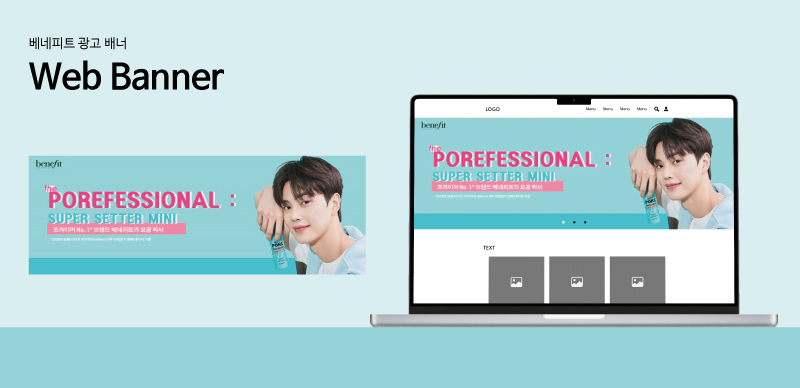 베네피트 광고 배너
Web Banner
benefit
the
POREFESSIONAL :
SUPER SETTER MINI
프라이머 No. 1* 브랜드 베네피트의 모공 픽서
LOGO
Menu Menu Menu Menu
benefit
the
POREFESSIONAL :
SUPER SETTER MINI
프라이머 No. 1* 브랜드 베네피트의 모공 픽서
TEXT